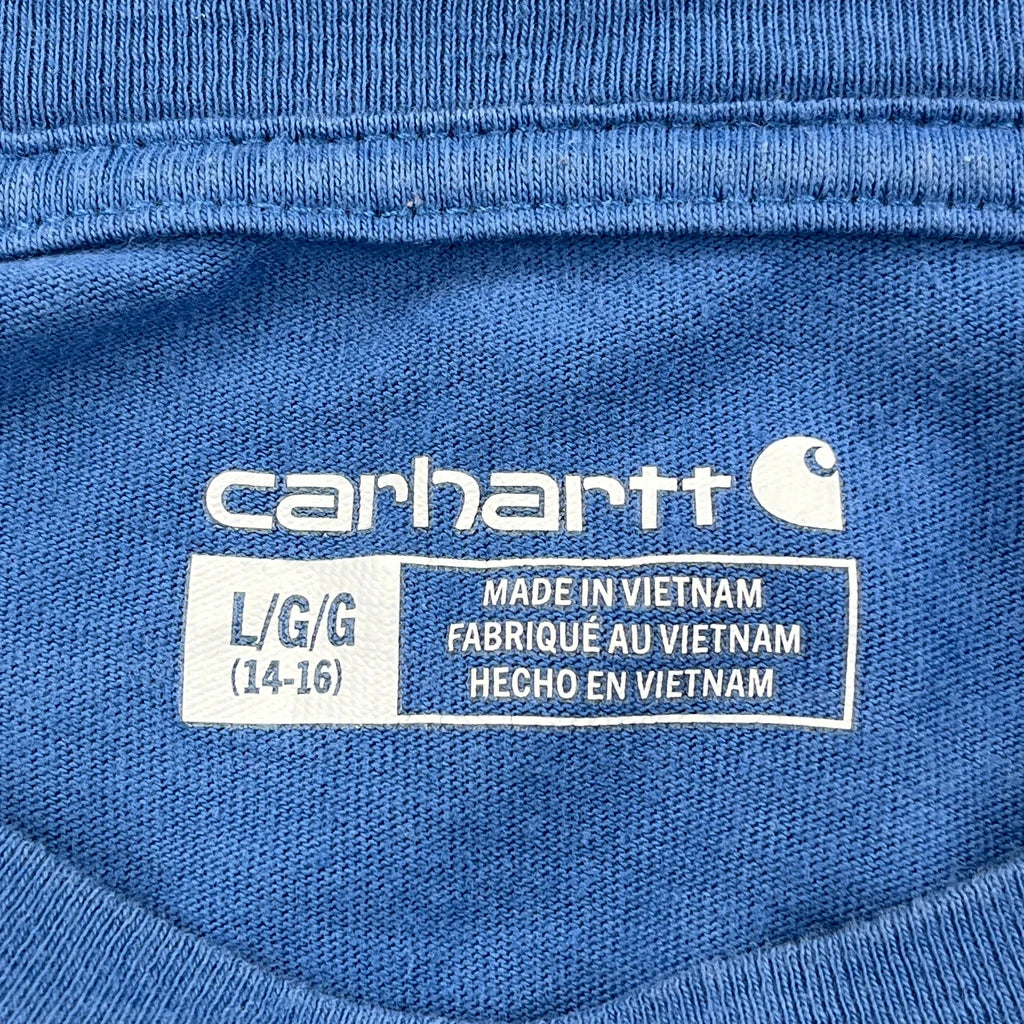 carhartt
L/G/G
(14-16)
MADE IN VIETNAM
FABRIQUÉ AU VIETNAM
HECHO EN VIETNAM